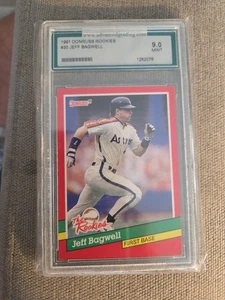 1991 DONRUSS ROOKIES
#30 JEFF BAGWELL
9.0
MINT
Donruss
Astros
The Rookies
Jeff Bagwell
FIRST BASE